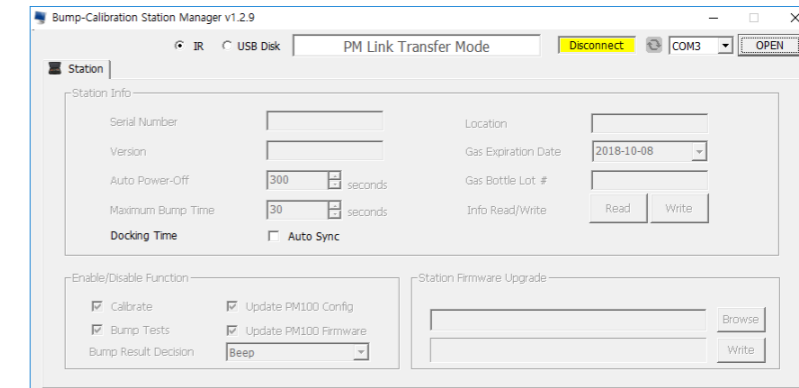 Bump-Calibration Station Manager v1.2.9
IR USB Disk PM Link Transfer Mode Disconnect COM3 OPEN
Station
Station Info
Serial Number Location
Version Gas Expiration Date 2018-10-08
Auto Power-Off 300 seconds Gas Bottle Lot #
Maximum Bump Time 30 seconds Info Read/Write Read Write
Docking Time Auto Sync
Enable/Disable Function Station Firmware Upgrade
Calibrate Update PM100 Config
Browse
Bump Tests Update PM100 Firmware
Bump Result Decision Beep Write